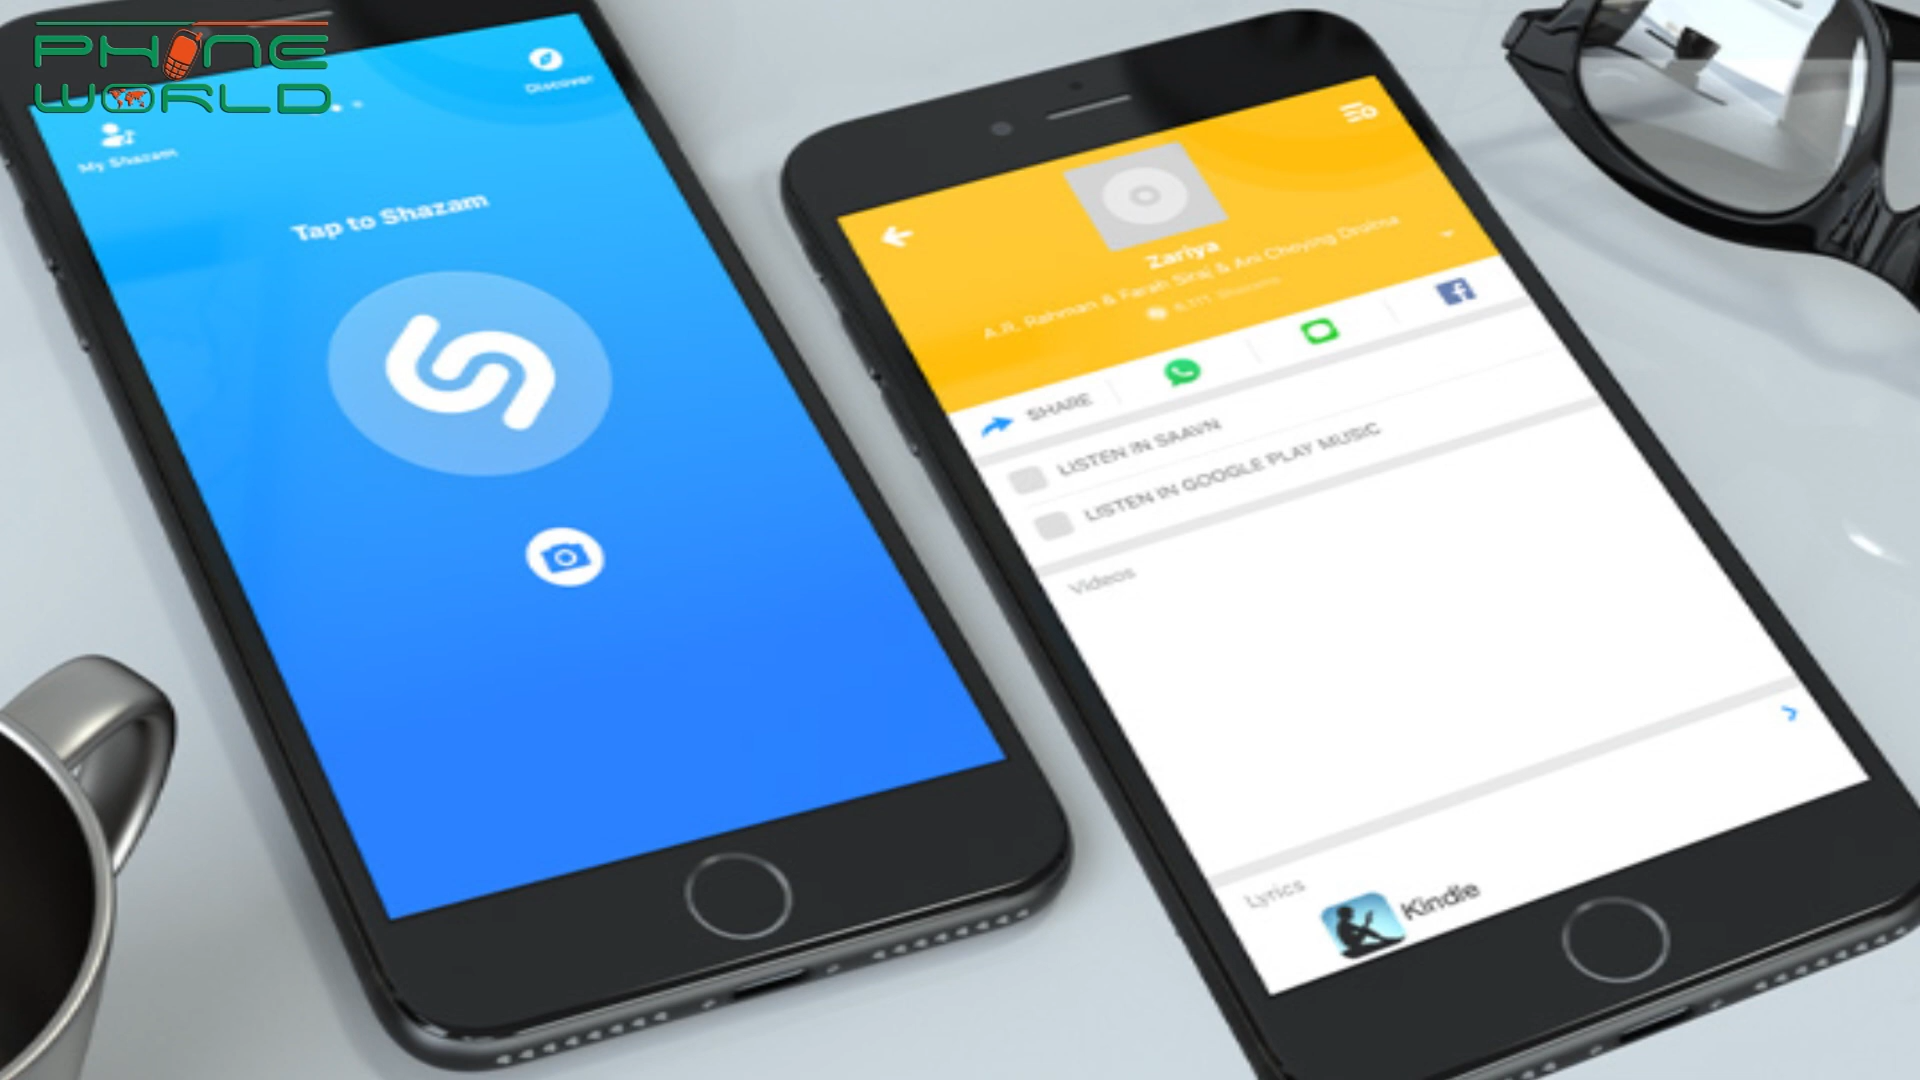 PHONE
WORLD
Discover
My Shazam
Tap to Shazam
Zariya
A.R. Rahman & Farah Siraj & Ani Choying Drolma
Shazams
SHARE
LISTEN IN SAAVN
LISTEN IN GOOGLE PLAY MUSIC
Videos
Lyrics
Kindle